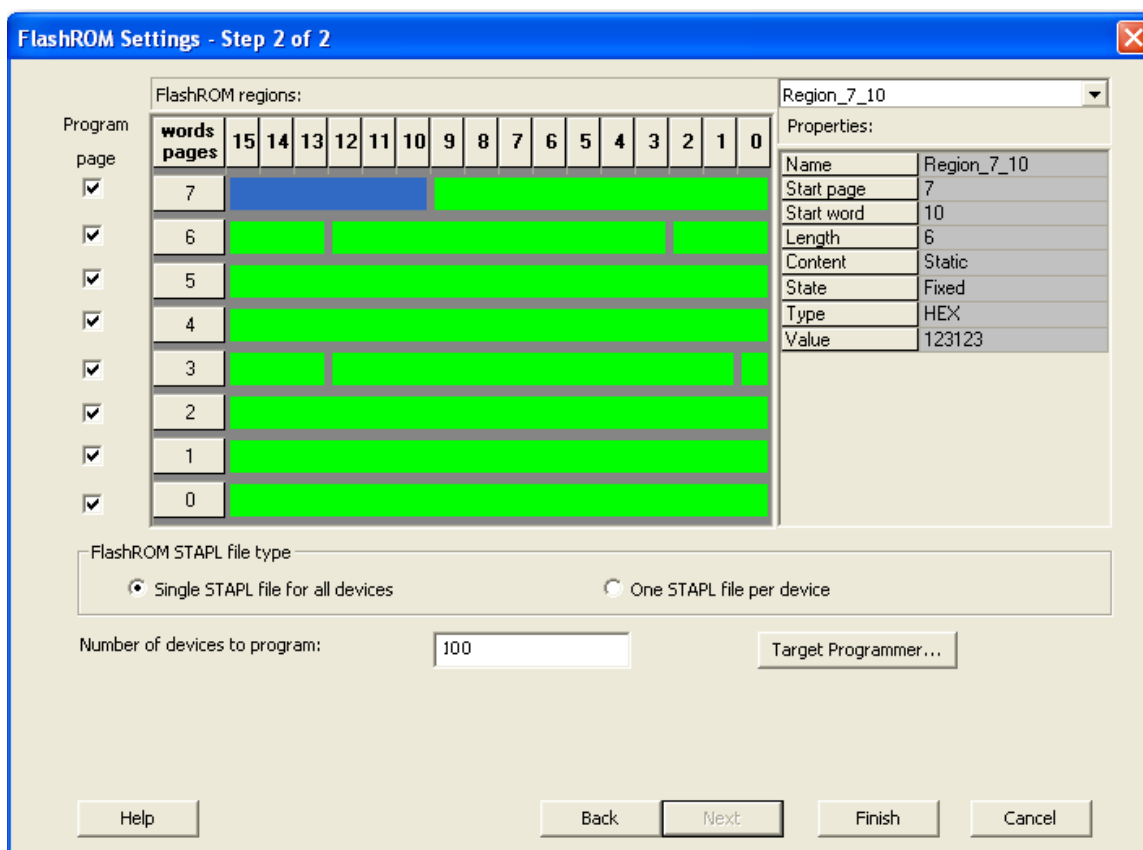 FlashROM Settings - Step 2 of 2
FlashROM regions:
Region_7_10
Program
page
words
pages
15 14 13 12 11 10 9 8 7 6 5 4 3 2 1 0
Properties:
7
6
5
4
3
2
1
0
Name Region_7_10
Start page 7
Start word 10
Length 6
Content Static
State Fixed
Type HEX
Value 123123
FlashROM STAPL file type
Single STAPL file for all devices One STAPL file per device
Number of devices to program: 100 Target Programmer...
Help Back Next Finish Cancel